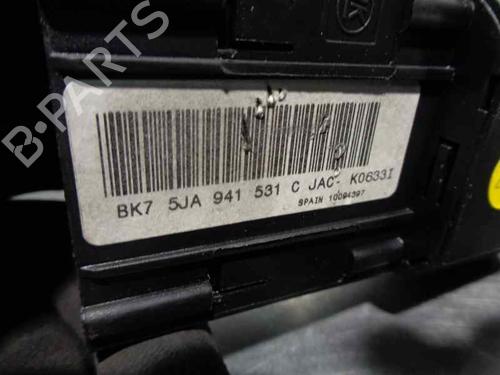 BK7 5JA 941 531 C JAC- K0633I
SPAIN 10094397
B-PARTS